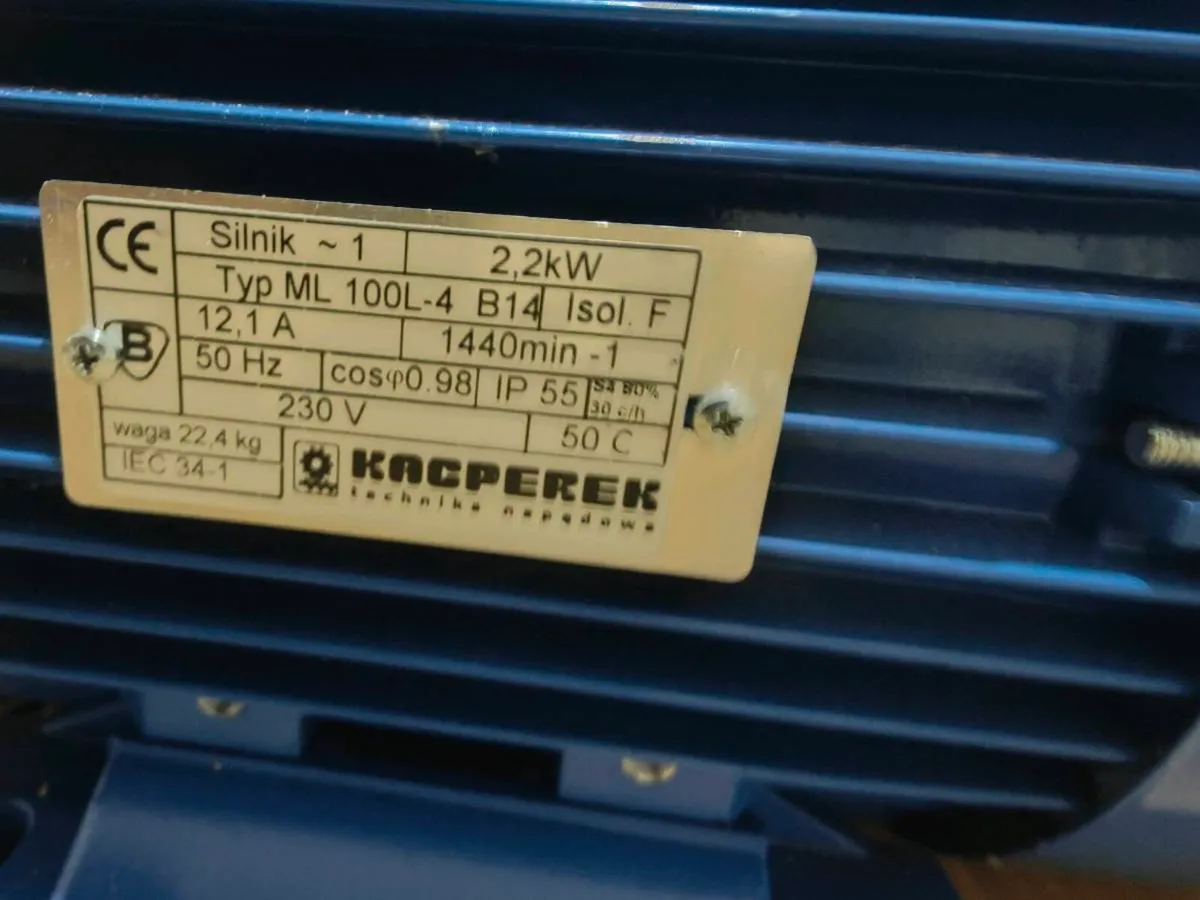 CE
Silnik ~ 1 2,2kW
Typ ML 100L-4 B14 Isol. F
B 12,1 A 1440min -1
50 Hz cosφ0.98 IP 55 S4 80% 30 c/h
230 V 50 C
waga 22,4 kg
IEC 34-1
KACPEREK
technika napędowa